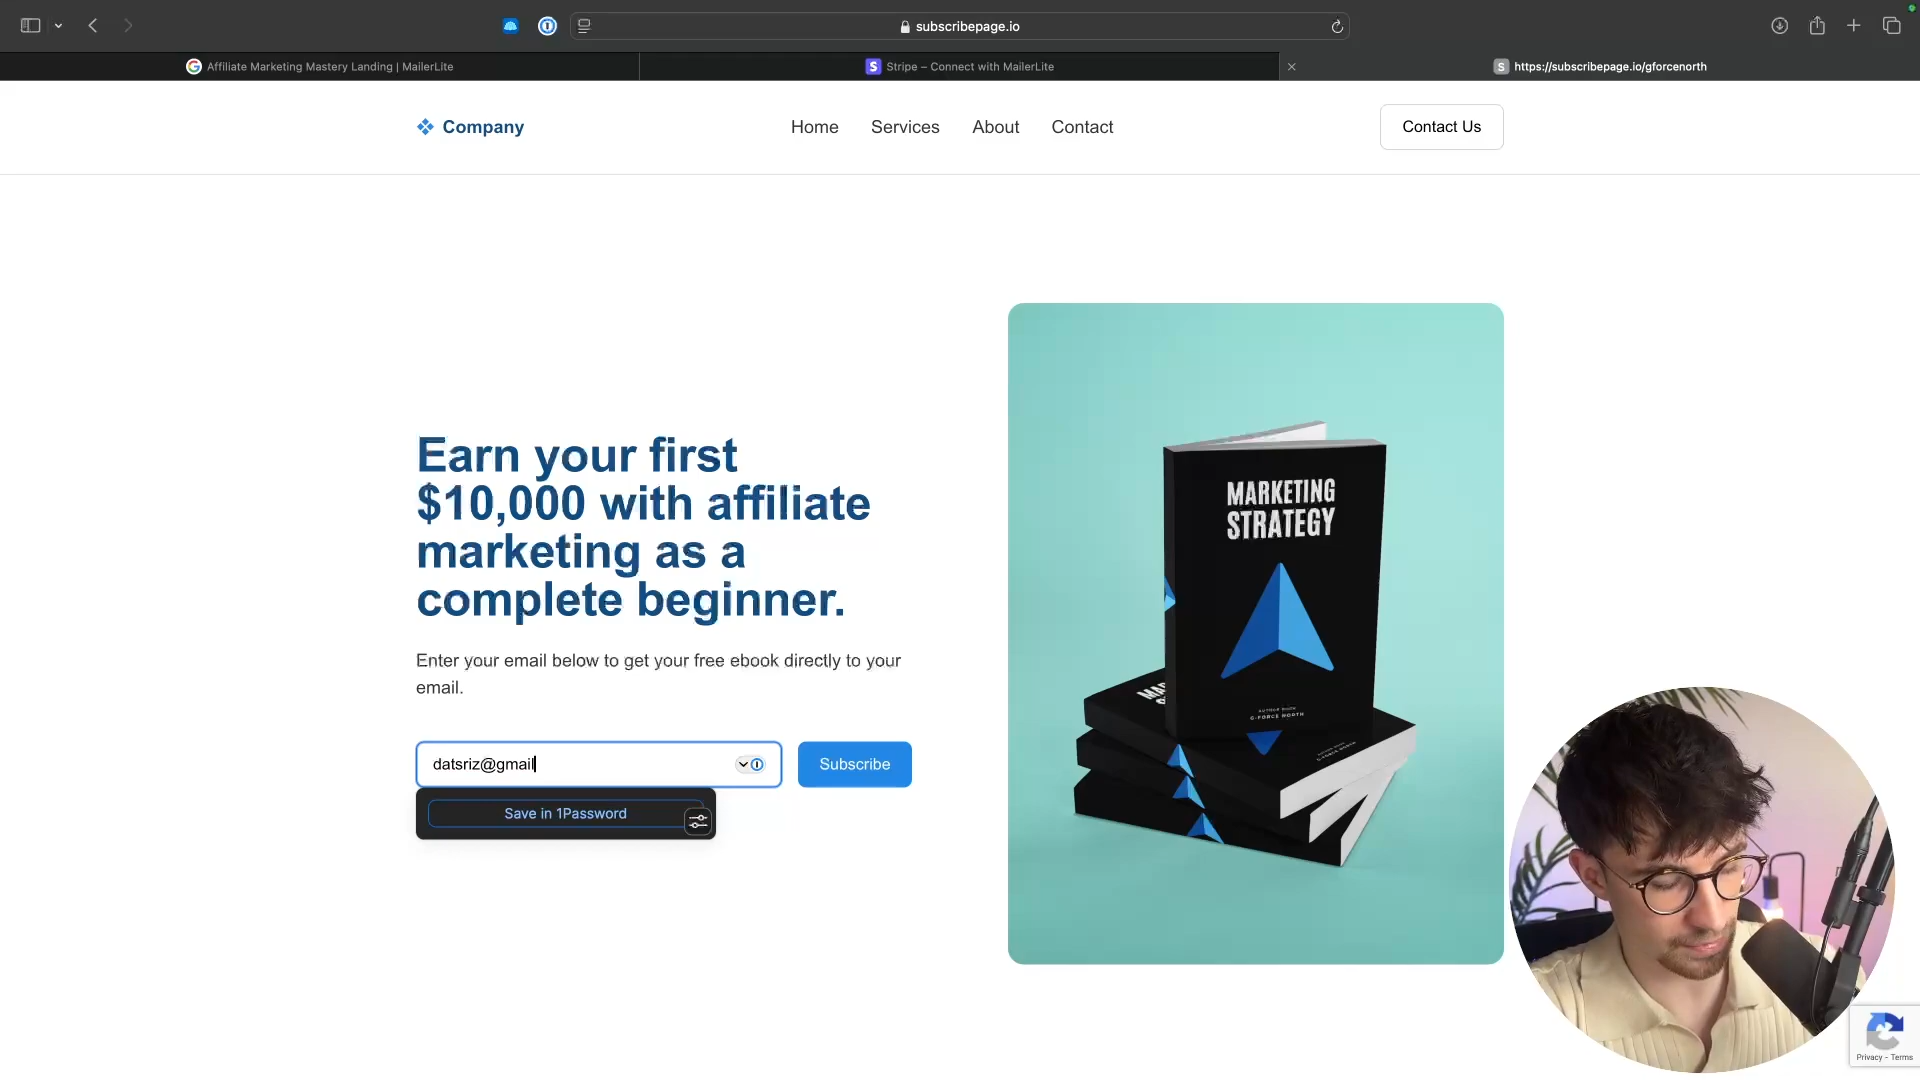 subscribepage.io
Affiliate Marketing Mastery Landing | MailerLite
Stripe – Connect with MailerLite
https://subscribepage.io/gforcenorth
Company
Home
Services
About
Contact
Contact Us
Earn your first
$10,000 with affiliate
marketing as a
complete beginner.
Enter your email below to get your free ebook directly to your
email.
datsriz@gmail
Subscribe
Save in 1Password
MARKETING
STRATEGY
G-FORCE NORTH
Privacy - Terms